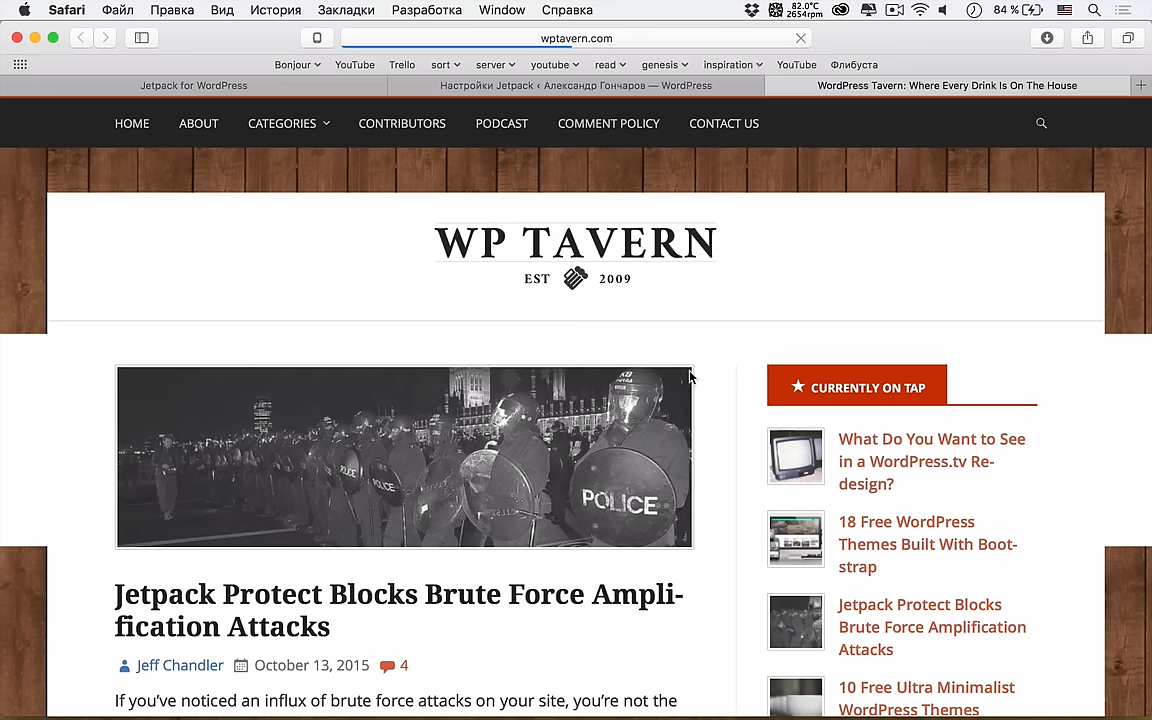 Safari Файл Правка Вид История Закладки Разработка Window Справка 82.0°C 2654rpm 84 %
wptavern.com
Bonjour YouTube Trello sort server youtube read genesis inspiration YouTube Флибуста
Jetpack for WordPress Настройки Jetpack ‹ Александр Гончаров — WordPress WordPress Tavern: Where Every Drink Is On The House
HOME ABOUT CATEGORIES CONTRIBUTORS PODCAST COMMENT POLICY CONTACT US
WP TAVERN
EST 2009
POLICE
POLICE
POLICE
Jetpack Protect Blocks Brute Force Ampli-
fication Attacks
Jeff Chandler October 13, 2015 4
If you’ve noticed an influx of brute force attacks on your site, you’re not the
CURRENTLY ON TAP
What Do You Want to See
in a WordPress.tv Re-
design?
18 Free WordPress
Themes Built With Boot-
strap
Jetpack Protect Blocks
Brute Force Amplification
Attacks
10 Free Ultra Minimalist
WordPress Themes